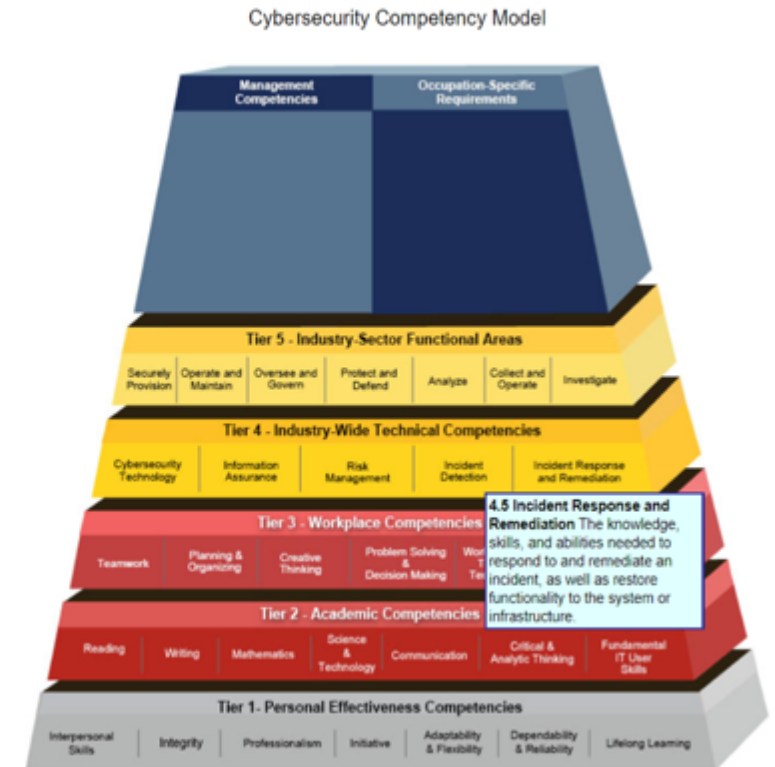 Cybersecurity Competency Model
Management
Competencies
Occupation-Specific
Requirements
Tier 5 - Industry-Sector Functional Areas
Securely
Provision
Operate and
Maintain
Oversee and
Govern
Protect and
Defend
Analyze
Collect and
Operate
Investigate
Tier 4 - Industry-Wide Technical Competencies
Cybersecurity
Technology
Information
Assurance
Risk
Management
Incident
Detection
Incident Response
and Remediation
4.5 Incident Response and
Remediation The knowledge,
skills, and abilities needed to
respond to and remediate an
incident, as well as restore
functionality to the system or
infrastructure.
Tier 3 - Workplace Competencies
Teamwork
Planning &
Organizing
Creative
Thinking
Problem Solving
&
Decision Making
Tier 2 - Academic Competencies
Reading
Writing
Mathematics
Science
&
Technology
Communication
Critical &
Analytic Thinking
Fundamental
IT User
Skills
Tier 1- Personal Effectiveness Competencies
Interpersonal
Skills
Integrity
Professionalism
Initiative
Adaptability
& Flexibility
Dependability
& Reliability
Lifelong Learning